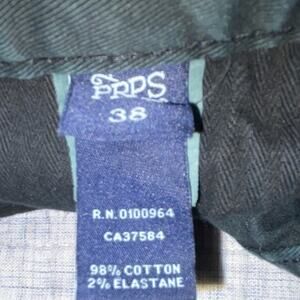 PRPS
38
R.N. 0100964
CA37584
98% COTTON
2% ELASTANE